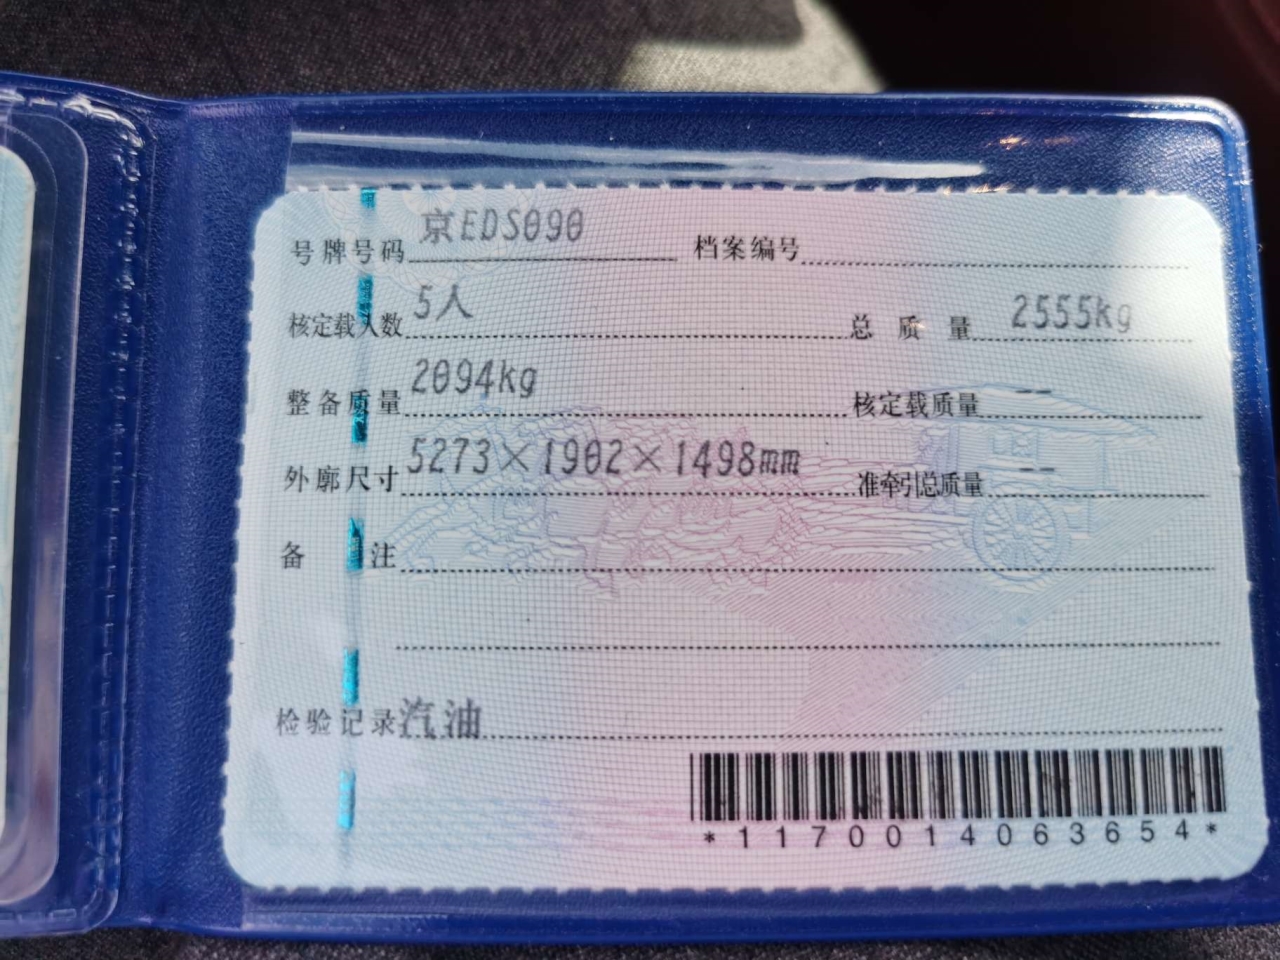 号牌号码 京EDS090 档案编号
核定载人数 5人 总质量 2555kg
整备质量 2094kg 核定载质量 --
外廓尺寸 5273×1902×1498mm 准牵引总质量 --
备注
检验记录 汽油
*1170014063654*